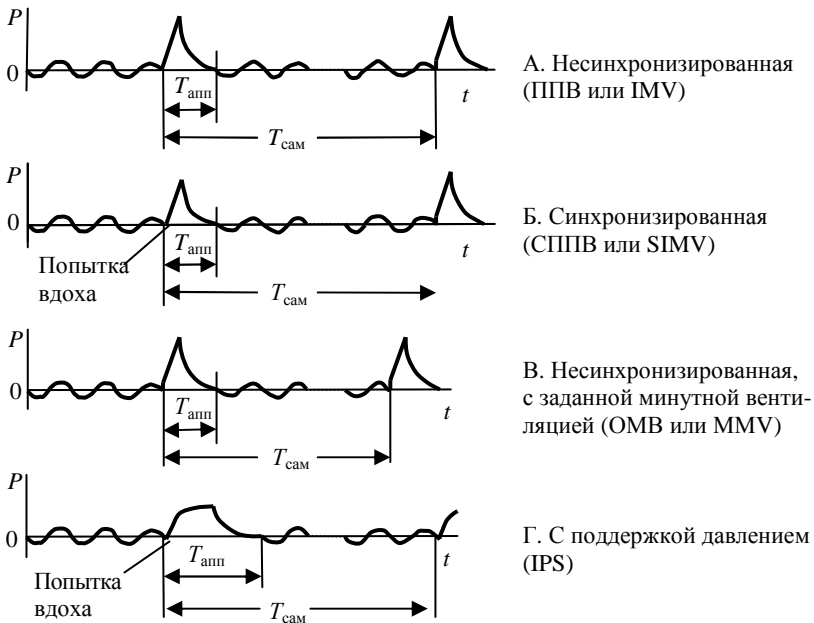 P
0
Tапп
t
Tсам
А. Несинхронизированная
(ППВ или IMV)
P
0
Попытка
вдоха
Tапп
t
Tсам
Б. Синхронизированная
(СППВ или SIMV)
P
0
Tапп
t
Tсам
В. Несинхронизированная,
с заданной минутной венти-
ляцией (ОМВ или MMV)
P
0
Попытка
вдоха
Tапп
t
Tсам
Г. С поддержкой давлением
(IPS)